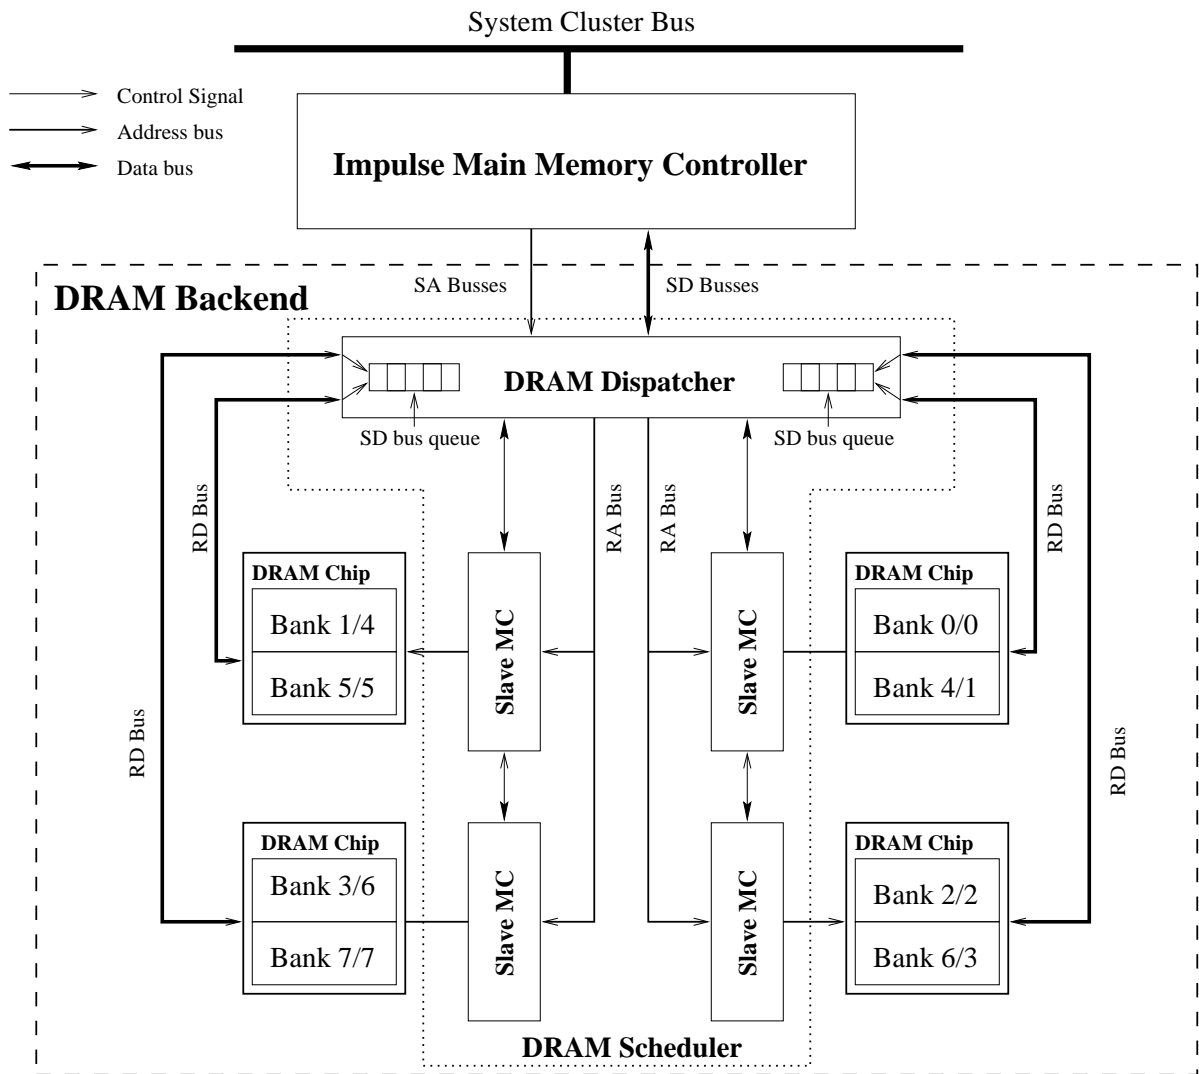 System Cluster Bus
Control Signal
Address bus
Data bus
Impulse Main Memory Controller
SA Busses
SD Busses
DRAM Backend
DRAM Dispatcher
SD bus queue
SD bus queue
RD Bus
RA Bus
RA Bus
RD Bus
DRAM Chip
Bank 1/4
Bank 5/5
Slave MC
Slave MC
DRAM Chip
Bank 0/0
Bank 4/1
RD Bus
RD Bus
DRAM Chip
Bank 3/6
Bank 7/7
Slave MC
Slave MC
DRAM Chip
Bank 2/2
Bank 6/3
DRAM Scheduler